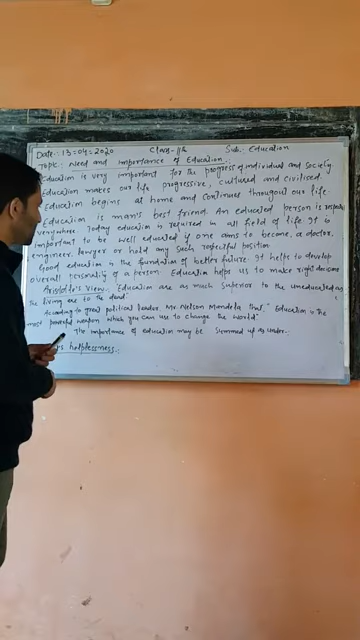 Date:- 13-04-2020 Class-11th Sub.- Education
Topic: Need and Importance of Education:-
Education is very important for the progress of individual and society.
Education makes our life progressive, cultured and civilised.
Education begins at home and continues througout our life.
Education is man's best friend. An educated person is respected
everywhere Today education is required in all field of life. It is
important to be well educated if one aims to become, a doctor,
engineer, lawyer or hold any such respectful position
Good education is the foundation of better future. It helps to develop
overall personality of a person. Education helps us to make right decisions
Aristotle's View. "Education are as much superior to the uneducated as
the living are to the dead"
According to great political leader Mr. Nelson Mandela that, "Education is the
most powerful weapon which you can use to change the world"
The importance of education may be summed up as under.
helplessness:-